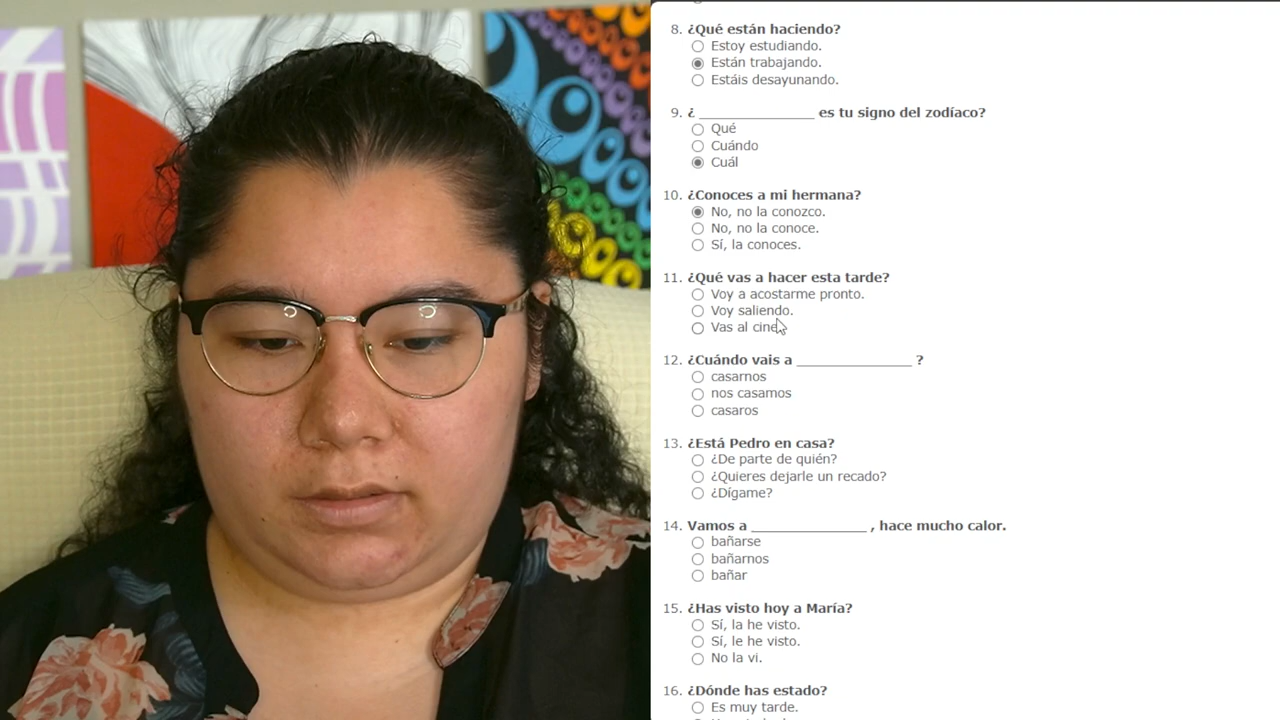 8. ¿Qué están haciendo?
Estoy estudiando.
Están trabajando.
Estáis desayunando.
9. ¿ _______________ es tu signo del zodíaco?
Qué
Cuándo
Cuál
10. ¿Conoces a mi hermana?
No, no la conozco.
No, no la conoce.
Sí, la conoces.
11. ¿Qué vas a hacer esta tarde?
Voy a acostarme pronto.
Voy saliendo.
Vas al cine
12. ¿Cuándo vais a _______________ ?
casarnos
nos casamos
casaros
13. ¿Está Pedro en casa?
¿De parte de quién?
¿Quieres dejarle un recado?
¿Dígame?
14. Vamos a _______________ , hace mucho calor.
bañarse
bañarnos
bañar
15. ¿Has visto hoy a María?
Sí, la he visto.
Sí, le he visto.
No la vi.
16. ¿Dónde has estado?
Es muy tarde.